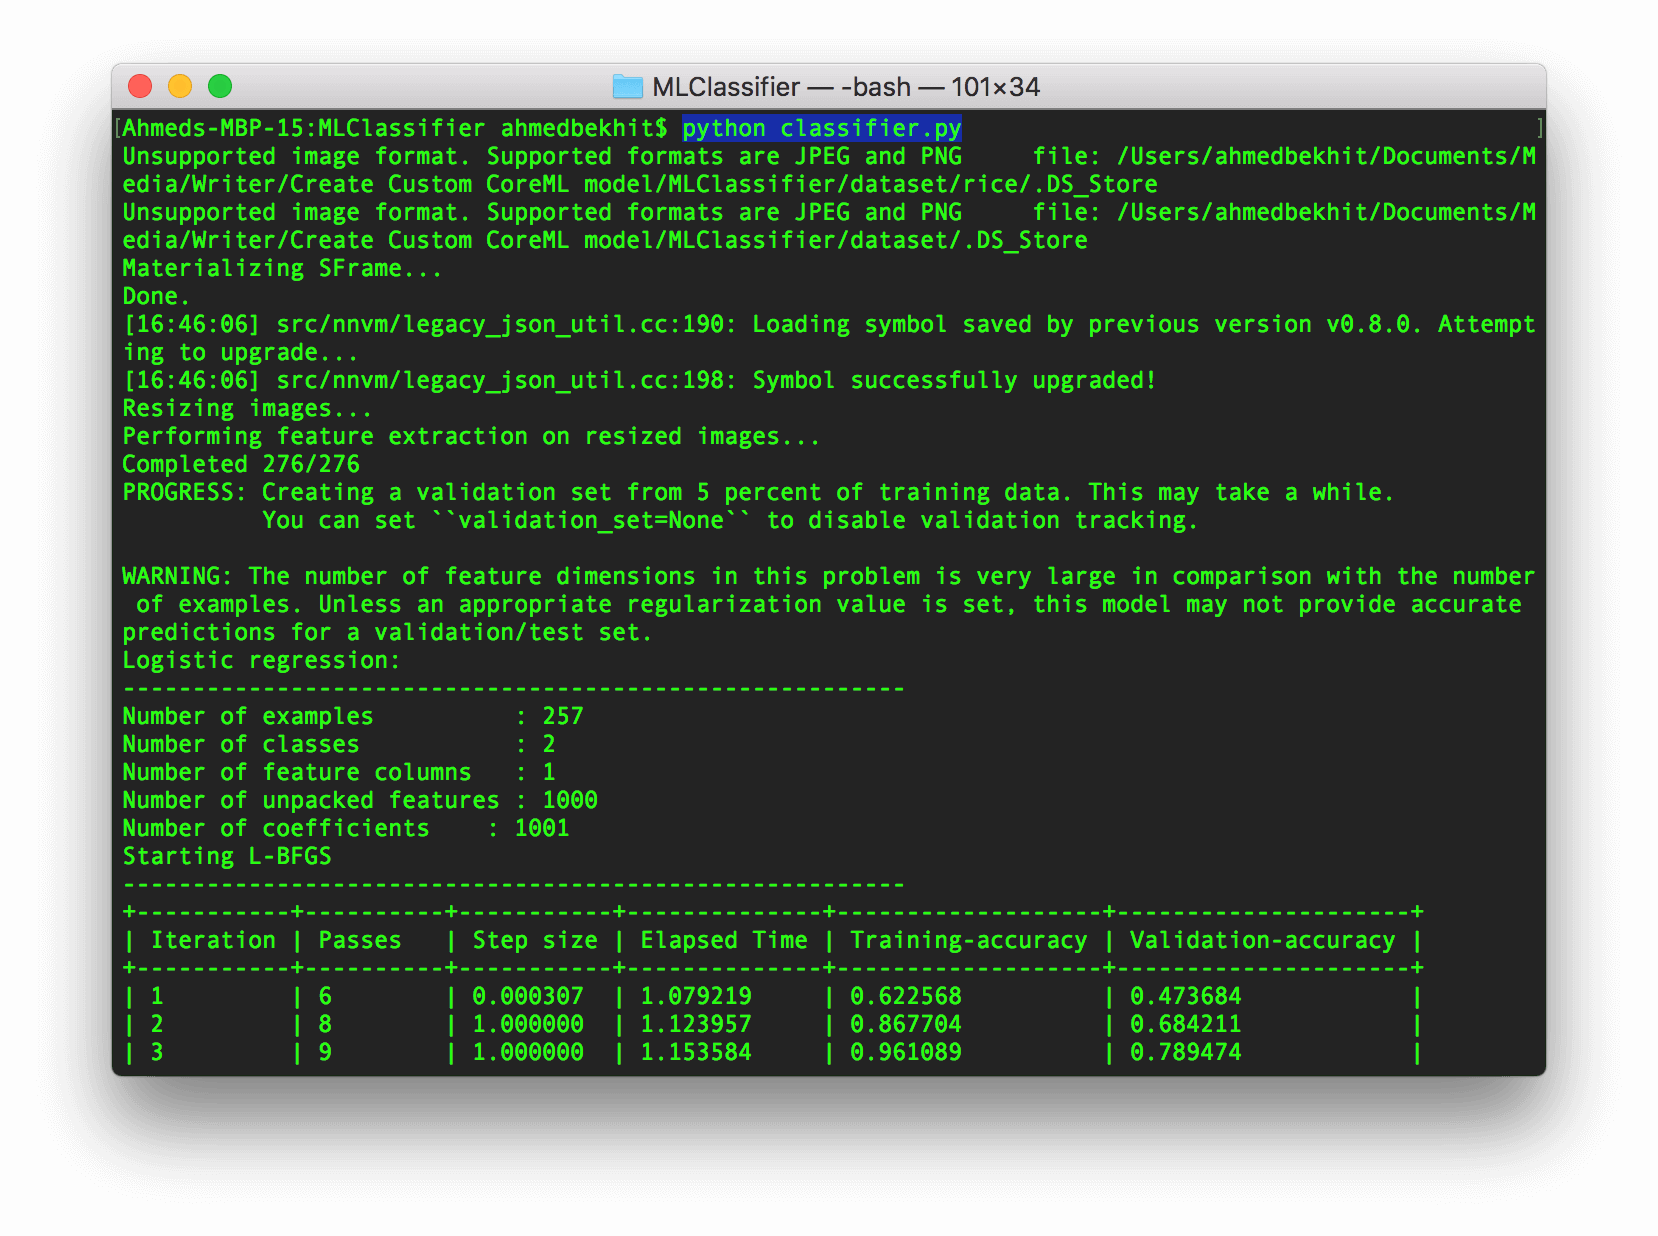 MLClassifier — -bash — 101×34
[Ahmeds-MBP-15:MLClassifier ahmedbekhit$ python classifier.py ]
Unsupported image format. Supported formats are JPEG and PNG     file: /Users/ahmedbekhit/Documents/M
edia/Writer/Create Custom CoreML model/MLClassifier/dataset/rice/.DS_Store
Unsupported image format. Supported formats are JPEG and PNG     file: /Users/ahmedbekhit/Documents/M
edia/Writer/Create Custom CoreML model/MLClassifier/dataset/.DS_Store
Materializing SFrame...
Done.
[16:46:06] src/nnvm/legacy_json_util.cc:190: Loading symbol saved by previous version v0.8.0. Attempt
ing to upgrade...
[16:46:06] src/nnvm/legacy_json_util.cc:198: Symbol successfully upgraded!
Resizing images...
Performing feature extraction on resized images...
Completed 276/276
PROGRESS: Creating a validation set from 5 percent of training data. This may take a while.
          You can set ``validation_set=None`` to disable validation tracking.

WARNING: The number of feature dimensions in this problem is very large in comparison with the number
 of examples. Unless an appropriate regularization value is set, this model may not provide accurate
predictions for a validation/test set.
Logistic regression:
--------------------------------------------------------
Number of examples          : 257
Number of classes           : 2
Number of feature columns   : 1
Number of unpacked features : 1000
Number of coefficients    : 1001
Starting L-BFGS
--------------------------------------------------------
+-----------+----------+-----------+--------------+-------------------+---------------------+
| Iteration | Passes   | Step size | Elapsed Time | Training-accuracy | Validation-accuracy |
+-----------+----------+-----------+--------------+-------------------+---------------------+
| 1         | 6        | 0.000307  | 1.079219     | 0.622568          | 0.473684            |
| 2         | 8        | 1.000000  | 1.123957     | 0.867704          | 0.684211            |
| 3         | 9        | 1.000000  | 1.153584     | 0.961089          | 0.789474            |